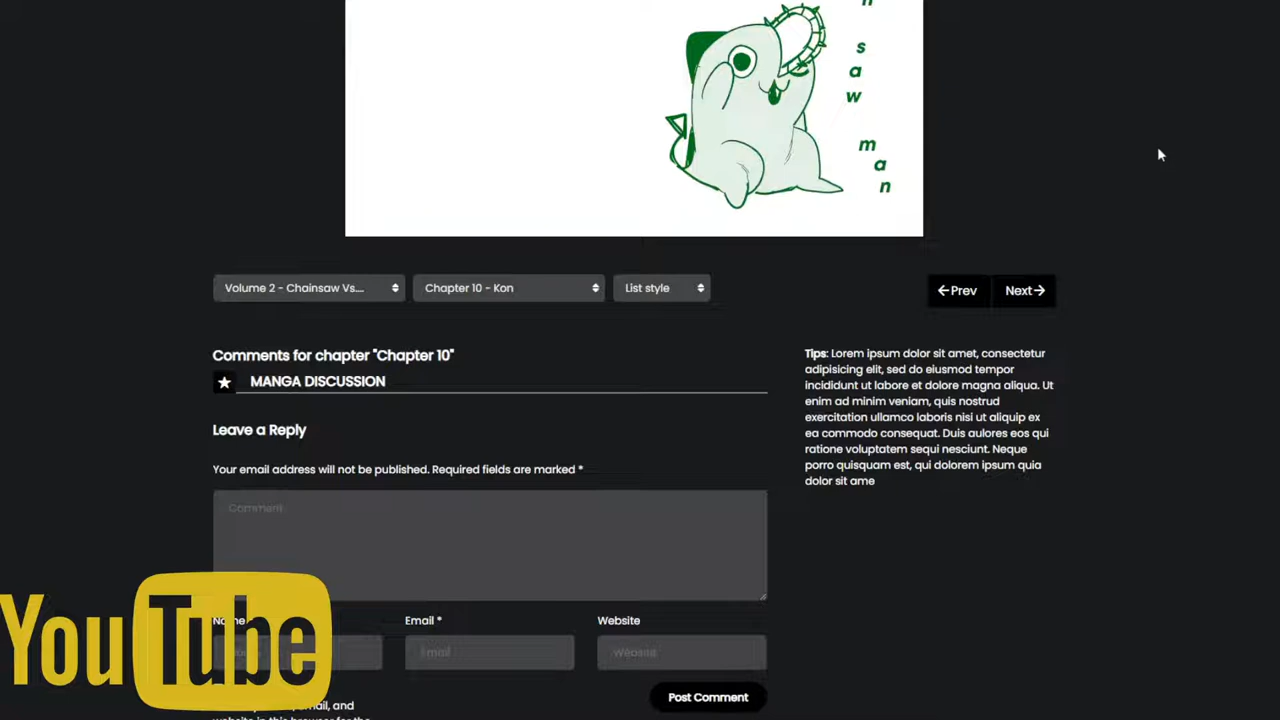 s
a
w
m
a
n
Volume 2 - Chainsaw Vs....
Chapter 10 - Kon
List style
Prev
Next
Comments for chapter "Chapter 10"
MANGA DISCUSSION
Leave a Reply
Your email address will not be published. Required fields are marked *
Comment
Email *
Website
Email
Website
Post Comment
Tips: Lorem ipsum dolor sit amet, consectetur
adipisicing elit, sed do eiusmod tempor
incididunt ut labore et dolore magna aliqua. Ut
enim ad minim veniam, quis nostrud
exercitation ullamco laboris nisi ut aliquip ex
ea commodo consequat. Duis aulores eos qui
ratione voluptatem sequi nesciunt. Neque
porro quisquam est, qui dolorem ipsum quia
dolor sit ame
YouTube